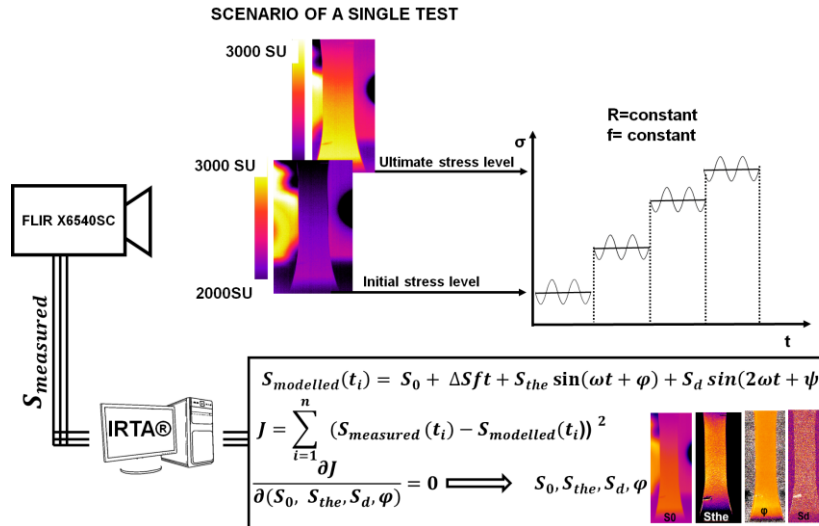 SCENARIO OF A SINGLE TEST
3000 SU
3000 SU
2000SU
Ultimate stress level
Initial stress level
R=constant
f= constant
σ
t
FLIR X6540SC
S_measured
IRTA®
S_modelled(t_i) = S_0 + ΔSft + S_the sin(ωt + φ) + S_d sin(2ωt + ψ
J = ∑_{i=1}^{n} (S_measured (t_i) − S_modelled(t_i)) ^2
∂J
∂(S_0, S_the, S_d, φ) = 0 ⟹ S_0, S_the, S_d, φ
S0
Sthe
φ
Sd